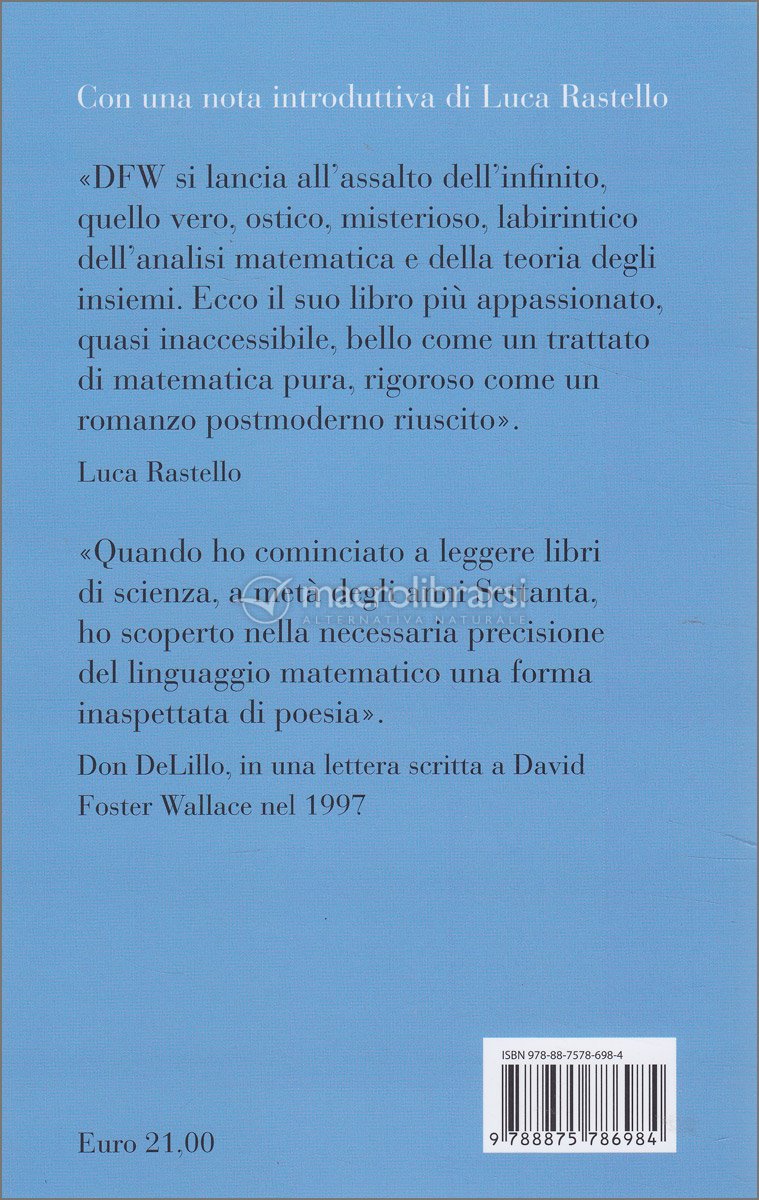 Con una nota introduttiva di Luca Rastello
«DFW si lancia all’assalto dell’infinito,
quello vero, ostico, misterioso, labirintico
dell’analisi matematica e della teoria degli
insiemi. Ecco il suo libro più appassionato,
quasi inaccessibile, bello come un trattato
di matematica pura, rigoroso come un
romanzo postmoderno riuscito».
Luca Rastello
«Quando ho cominciato a leggere libri
di scienza, a metà degli anni Settanta,
macrolibrarsi
ALTERNATIVA NATURALE
ho scoperto nella necessaria precisione
del linguaggio matematico una forma
inaspettata di poesia».
Don DeLillo, in una lettera scritta a David
Foster Wallace nel 1997
ISBN 978-88-7578-698-4
9 788875 786984
Euro 21,00